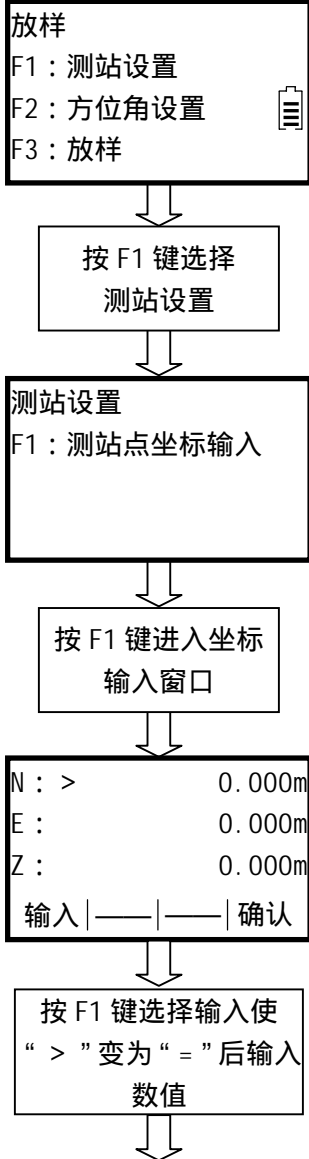 放样
F1：测站设置
F2：方位角设置
F3：放样
按 F1 键选择
测站设置
测站设置
F1：测站点坐标输入
按 F1 键进入坐标
输入窗口
N：> 0.000m
E： 0.000m
Z： 0.000m
输入|——|——|确认
按 F1 键选择输入使
“ > ”变为“ = ”后输入
数值